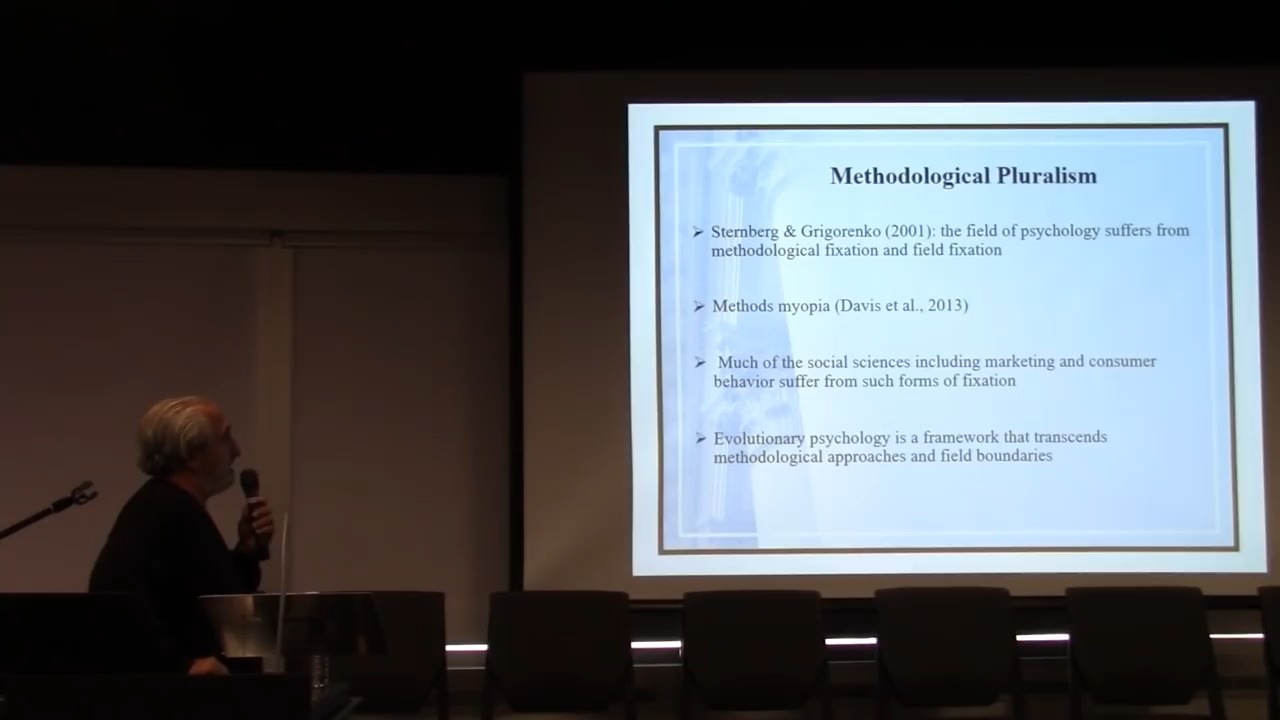 Methodological Pluralism
➢ Sternberg & Grigorenko (2001): the field of psychology suffers from
methodological fixation and field fixation
➢ Methods myopia (Davis et al., 2013)
➢ Much of the social sciences including marketing and consumer
behavior suffer from such forms of fixation
➢ Evolutionary psychology is a framework that transcends
methodological approaches and field boundaries